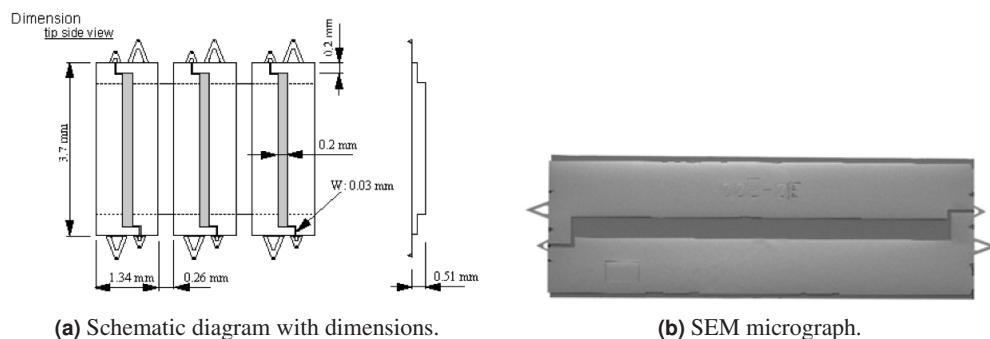 Dimension
tip side view
0.2 mm
3.7 mm
0.2 mm
W: 0.03 mm
1.34 mm
0.26 mm
0.51 mm
(a) Schematic diagram with dimensions.
(b) SEM micrograph.